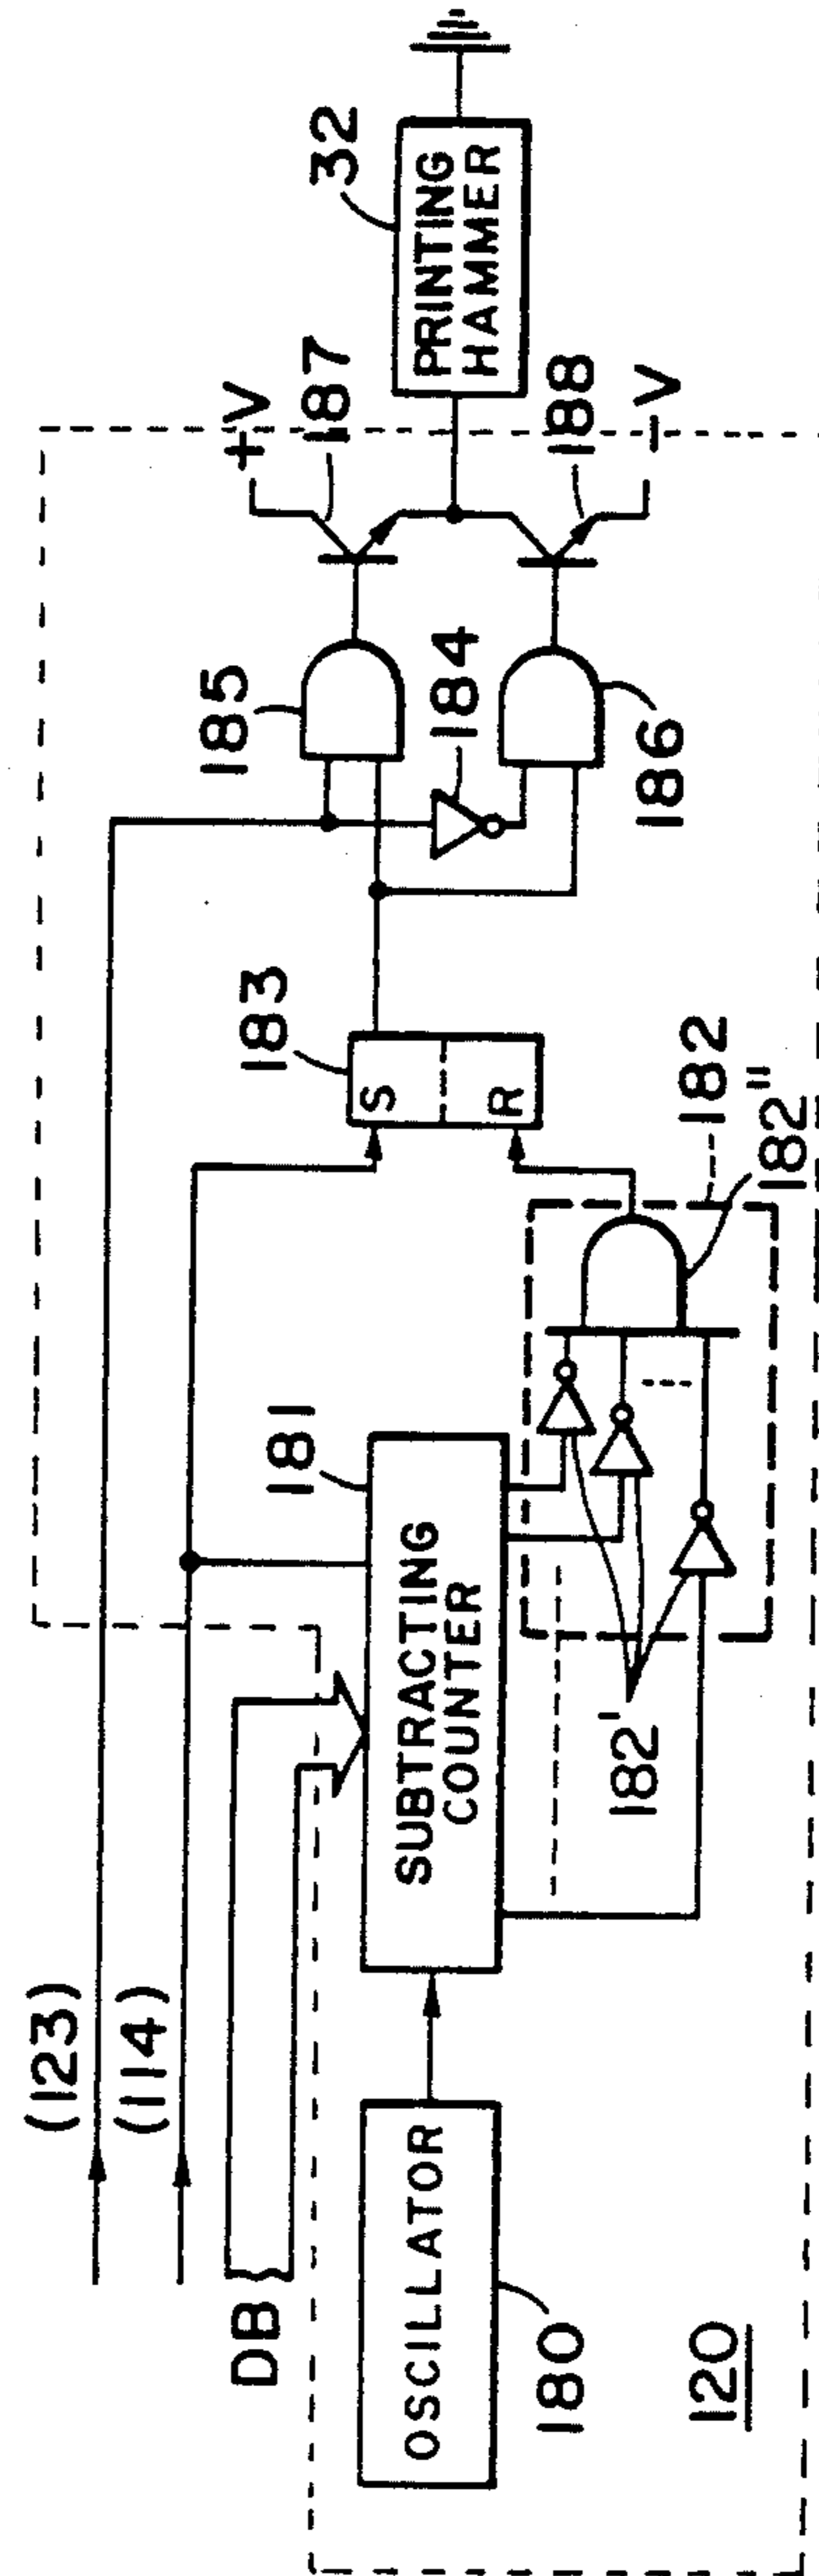 (123)
(114)
DB
OSCILLATOR
180
120
SUBTRACTING
COUNTER
181
182'
182
182"
183
S
R
185
184
186
+V
187
188
-V
32
PRINTING
HAMMER